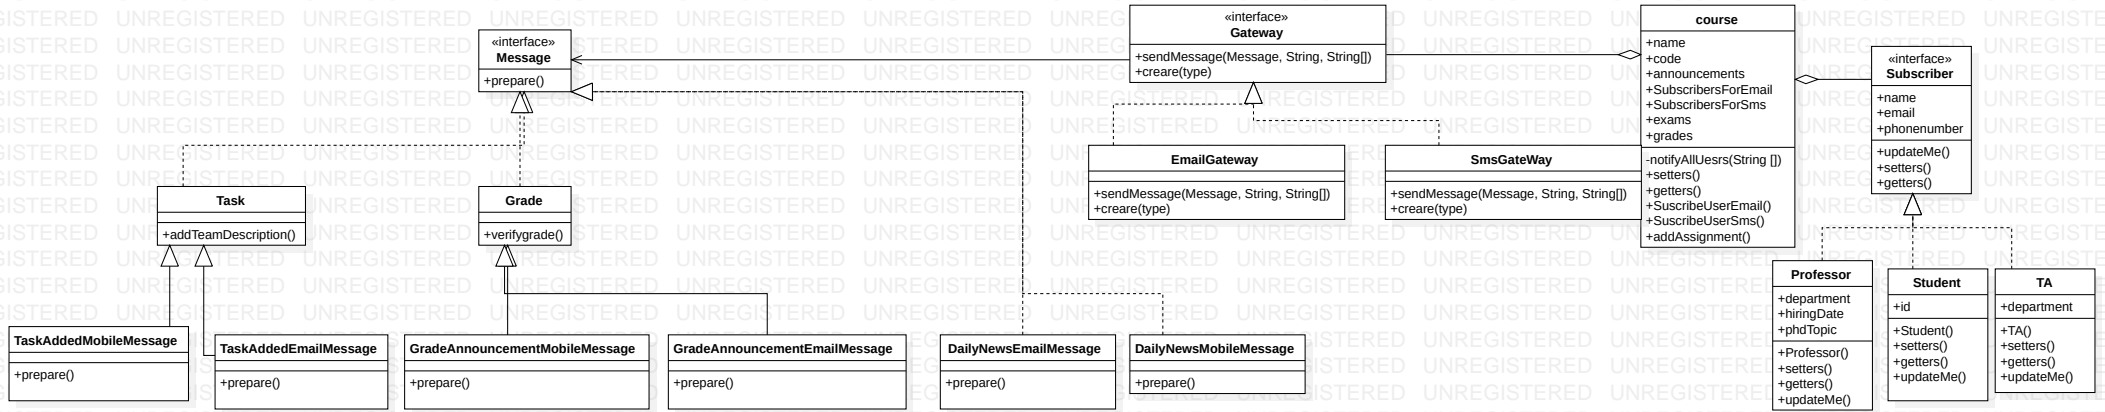 «interface»
Message
+prepare()
«interface»
Gateway
+sendMessage(Message, String, String[])
+creare(type)
course
+name
+code
+announcements
+SubscribersForEmail
+SubscribersForSms
+exams
+grades
-notifyAllUesrs(String [])
+setters()
+getters()
+SuscribeUserEmail()
+SuscribeUserSms()
+addAssignment()
«interface»
Subscriber
+name
+email
+phonenumber
+updateMe()
+setters()
+getters()
EmailGateway
+sendMessage(Message, String, String[])
+creare(type)
SmsGateWay
+sendMessage(Message, String, String[])
+creare(type)
Task
+addTeamDescription()
Grade
+verifygrade()
Professor
+department
+hiringDate
+phdTopic
+Professor()
+setters()
+getters()
+updateMe()
Student
+id
+Student()
+setters()
+getters()
+updateMe()
TA
+department
+TA()
+setters()
+getters()
+updateMe()
TaskAddedMobileMessage
+prepare()
TaskAddedEmailMessage
+prepare()
GradeAnnouncementMobileMessage
+prepare()
GradeAnnouncementEmailMessage
+prepare()
DailyNewsEmailMessage
+prepare()
DailyNewsMobileMessage
+prepare()
UNREGISTERED